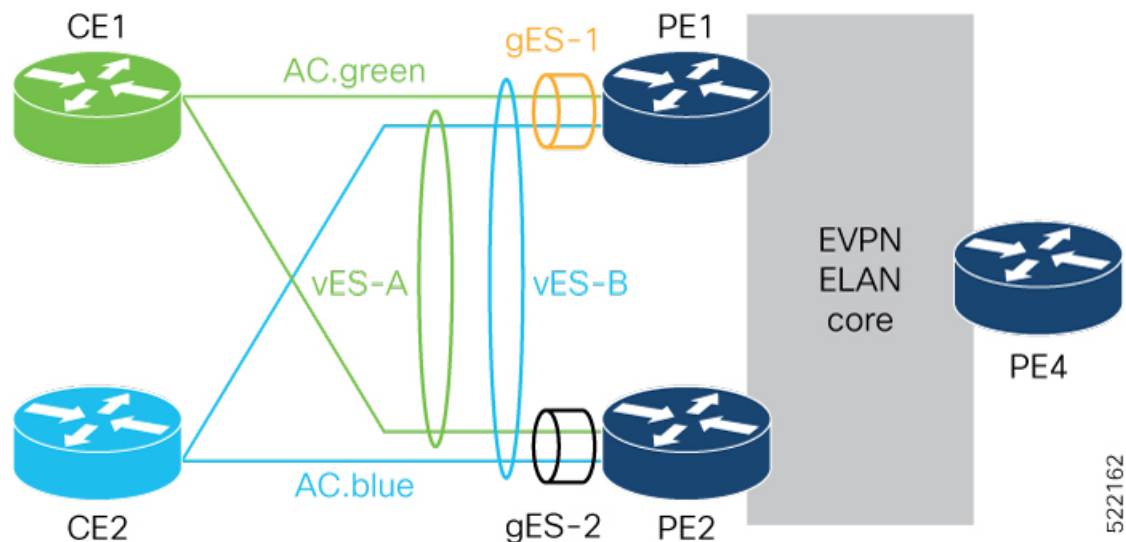 CE1
PE1
gES-1
AC.green
vES-A
vES-B
EVPN
ELAN
core
PE4
AC.blue
CE2
gES-2
PE2
522162